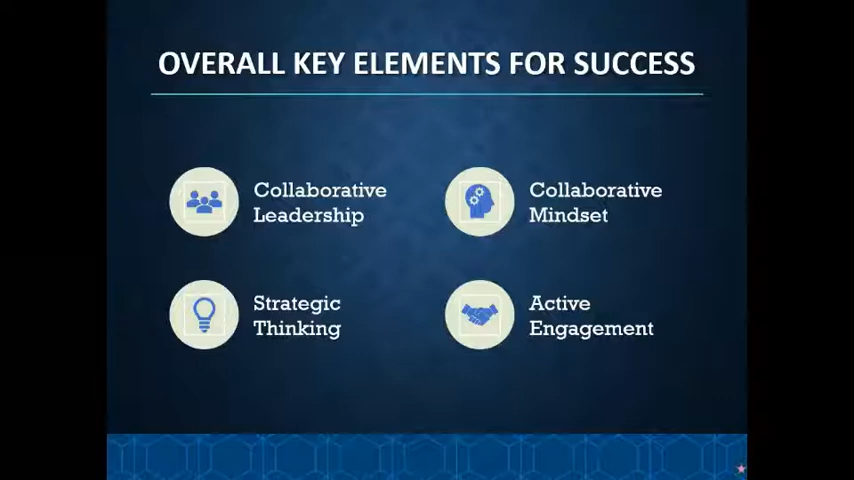 OVERALL KEY ELEMENTS FOR SUCCESS
Collaborative
Leadership
Collaborative
Mindset
Strategic
Thinking
Active
Engagement